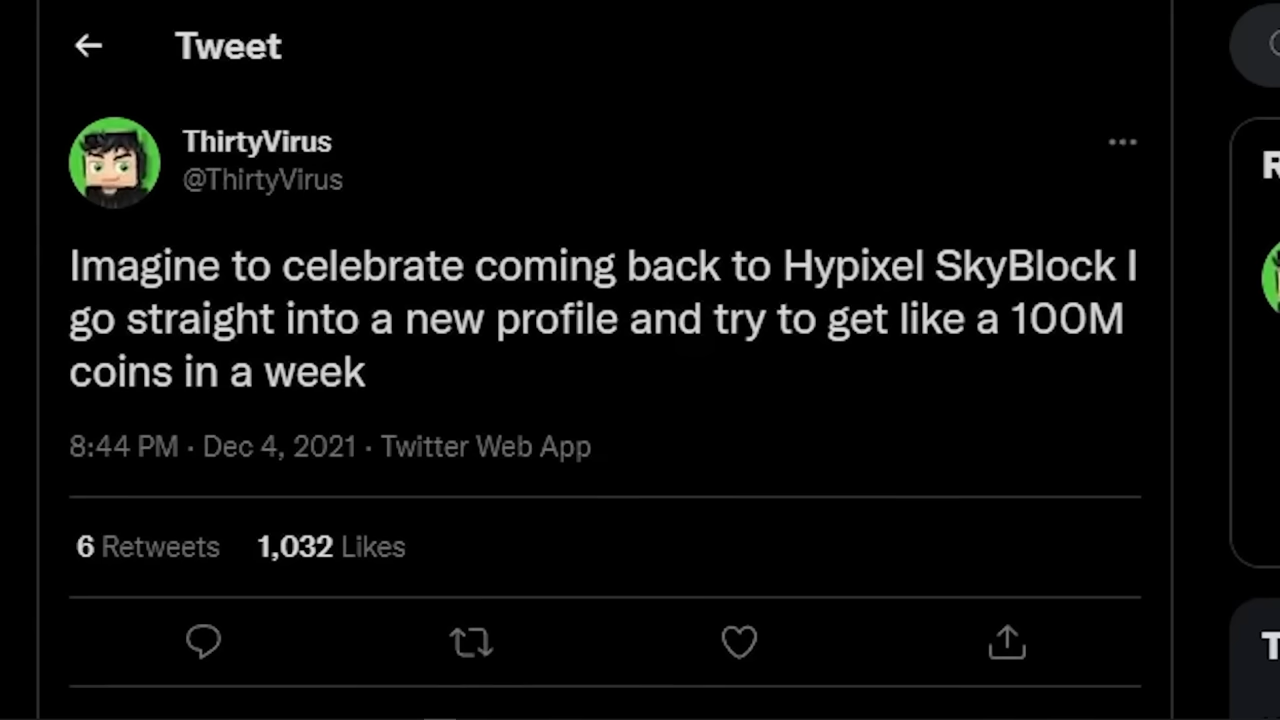 Tweet
ThirtyVirus
@ThirtyVirus
Imagine to celebrate coming back to Hypixel SkyBlock I
go straight into a new profile and try to get like a 100M
coins in a week
8:44 PM · Dec 4, 2021 · Twitter Web App
6 Retweets 1,032 Likes